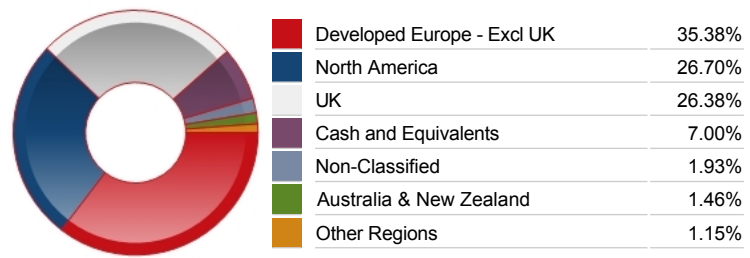 Developed Europe - Excl UK 35.38%
North America 26.70%
UK 26.38%
Cash and Equivalents 7.00%
Non-Classified 1.93%
Australia & New Zealand 1.46%
Other Regions 1.15%